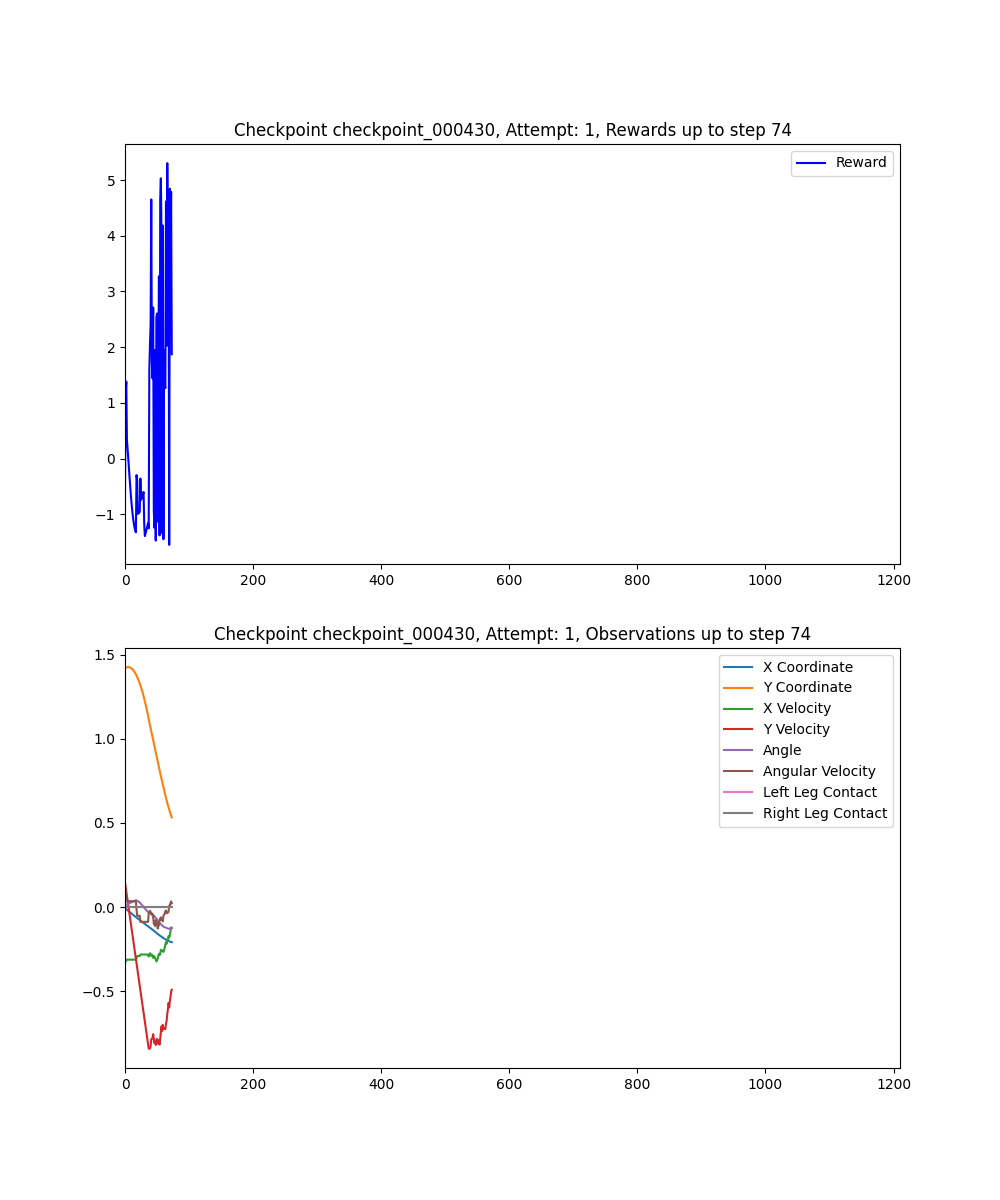 Checkpoint checkpoint_000430, Attempt: 1, Rewards up to step 74
Reward
5
4
3
2
1
0
−1
0 200 400 600 800 1000 1200
Checkpoint checkpoint_000430, Attempt: 1, Observations up to step 74
1.5
1.0
0.5
0.0
−0.5
X Coordinate
Y Coordinate
X Velocity
Y Velocity
Angle
Angular Velocity
Left Leg Contact
Right Leg Contact
0 200 400 600 800 1000 1200